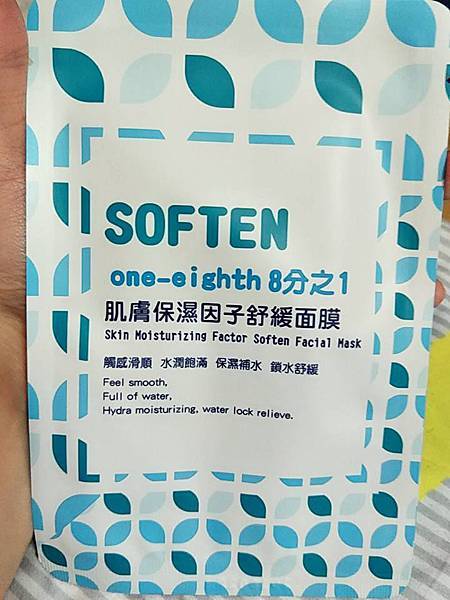 SOFTEN
one-eighth 8分之1
肌膚保濕因子舒緩面膜
Skin Moisturizing Factor Soften Facial Mask
觸感滑順 水潤飽滿 保濕補水 鎖水舒緩
Feel smooth,
Full of water,
Hydra moisturizing, water lock relieve.